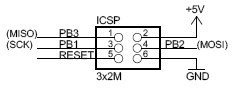 ICSP
+5V
(MISO) PB3 1 2
(SCK) PB1 3 4 PB2 (MOSI)
RESET 5 6
3x2M
GND